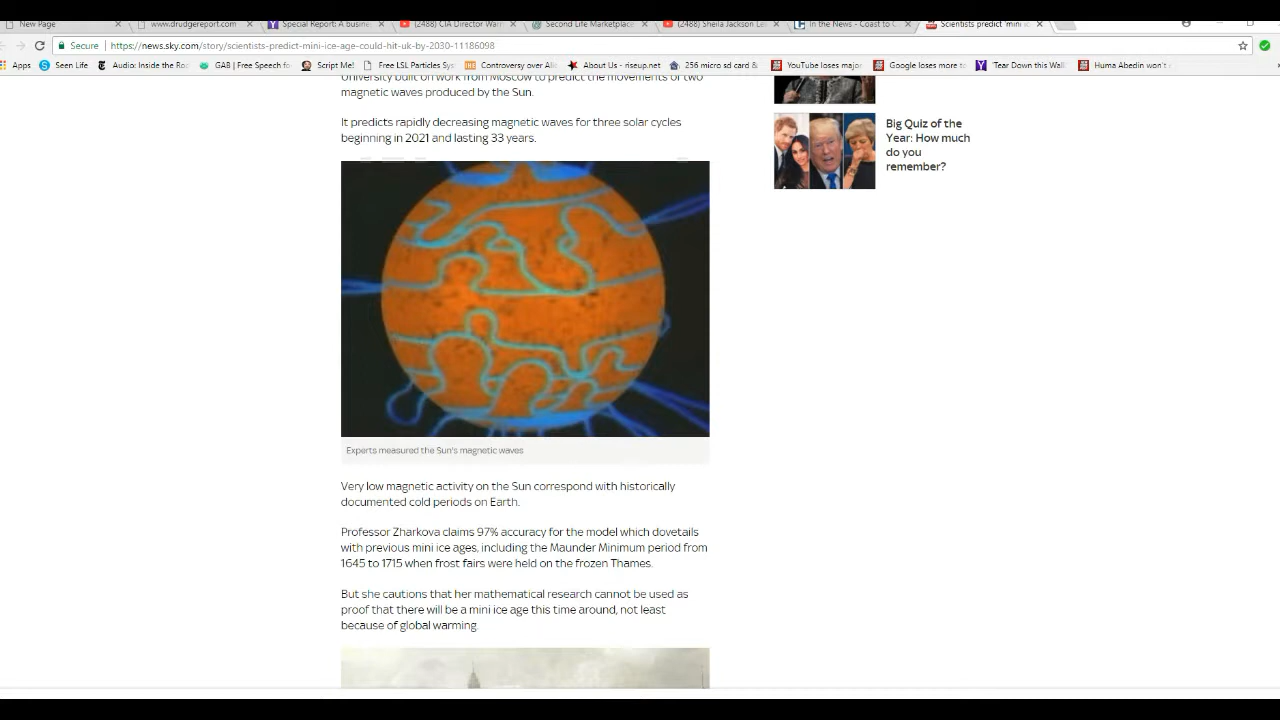 New Page
www.drudgereport.com
Special Report: A busine
(2488) CIA Director Warn
Second Life Marketplace
(2488) Sheila Jackson Le
In the News - Coast to C
Scientists predict 'mini ic
Secure
https://news.sky.com/story/scientists-predict-mini-ice-age-could-hit-uk-by-2030-11186098
Apps
Seen Life
Audio: Inside the Ro
GAB | Free Speech fo
Script Me!
Free LSL Particles Sys
Controversy over Ali
About Us - riseup.net
256 micro sd card &
YouTube loses major
Google loses more to
'Tear Down this Wall
Huma Abedin won't a
University built on work from Moscow to predict the movements of two
magnetic waves produced by the Sun.
It predicts rapidly decreasing magnetic waves for three solar cycles
beginning in 2021 and lasting 33 years.
Big Quiz of the
Year: How much
do you
remember?
Experts measured the Sun's magnetic waves
Very low magnetic activity on the Sun correspond with historically
documented cold periods on Earth.
Professor Zharkova claims 97% accuracy for the model which dovetails
with previous mini ice ages, including the Maunder Minimum period from
1645 to 1715 when frost fairs were held on the frozen Thames.
But she cautions that her mathematical research cannot be used as
proof that there will be a mini ice age this time around, not least
because of global warming.